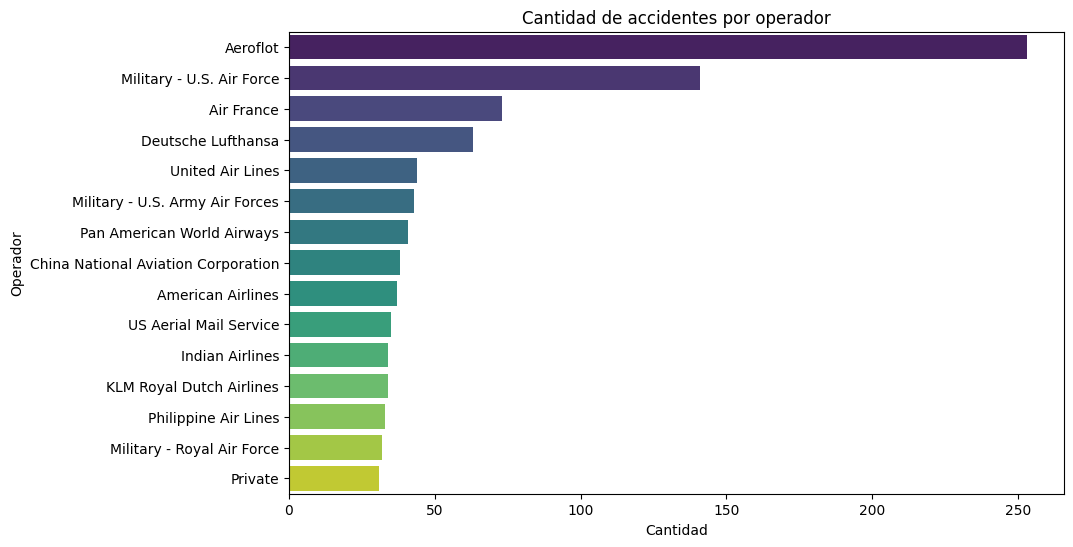 Cantidad de accidentes por operador
Operador
Aeroflot
Military - U.S. Air Force
Air France
Deutsche Lufthansa
United Air Lines
Military - U.S. Army Air Forces
Pan American World Airways
China National Aviation Corporation
American Airlines
US Aerial Mail Service
Indian Airlines
KLM Royal Dutch Airlines
Philippine Air Lines
Military - Royal Air Force
Private
0 50 100 150 200 250
Cantidad